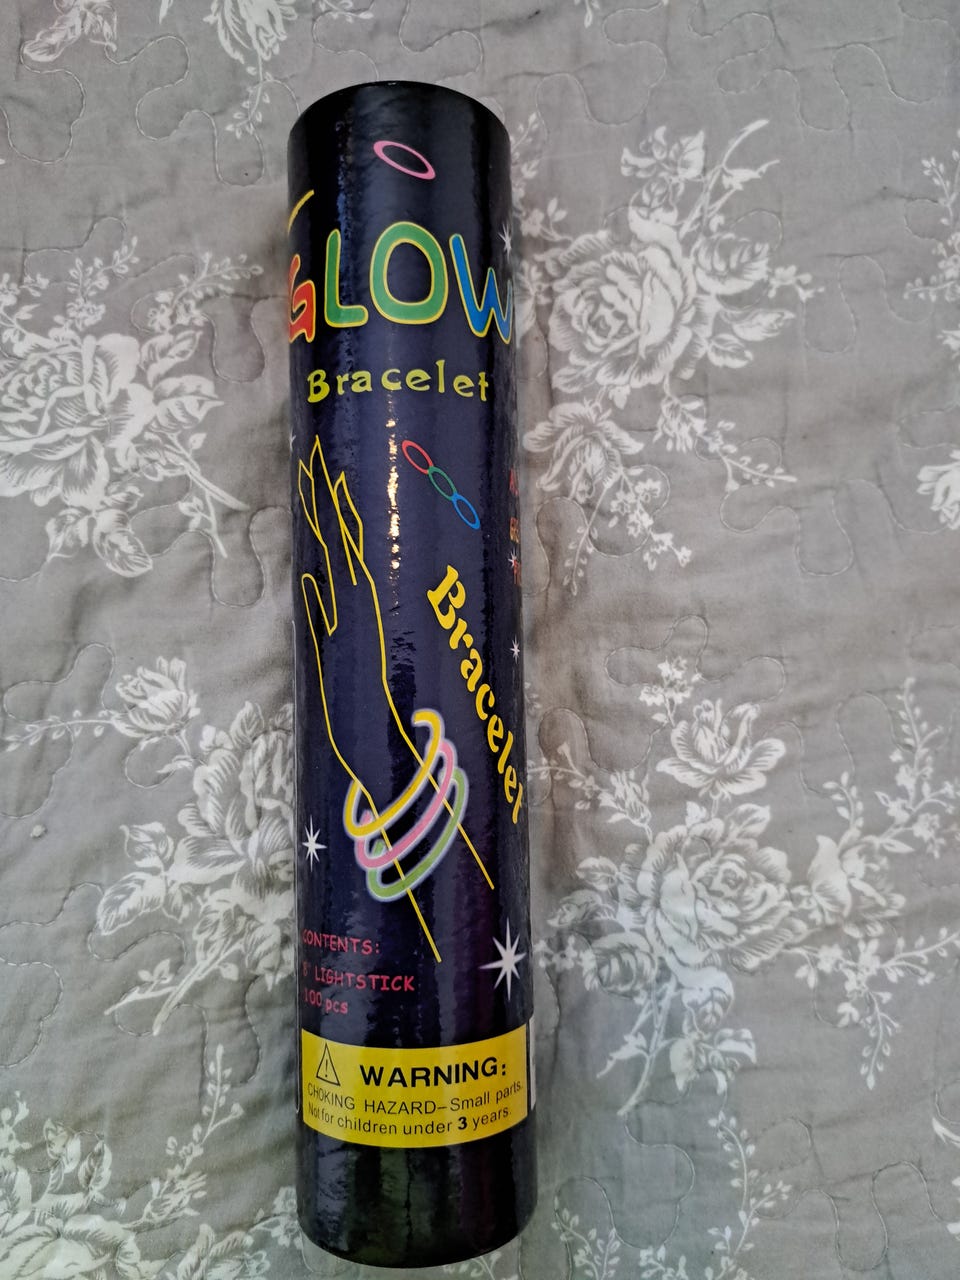 GLOW
Bracelet
Bracelet
CONTENTS:
8" LIGHTSTICK
100 pcs
WARNING:
CHOKING HAZARD–Small parts.
Not for children under 3 years.